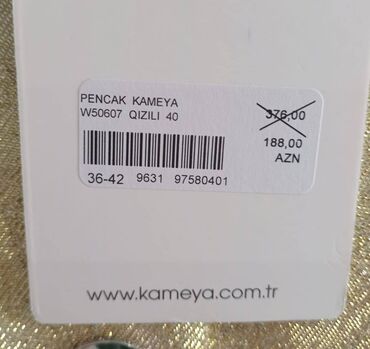 PENCAK KAMEYA
W50607 QIZILI 40
376,00
188,00
AZN
36-42 9631 97580401
www.kameya.com.tr